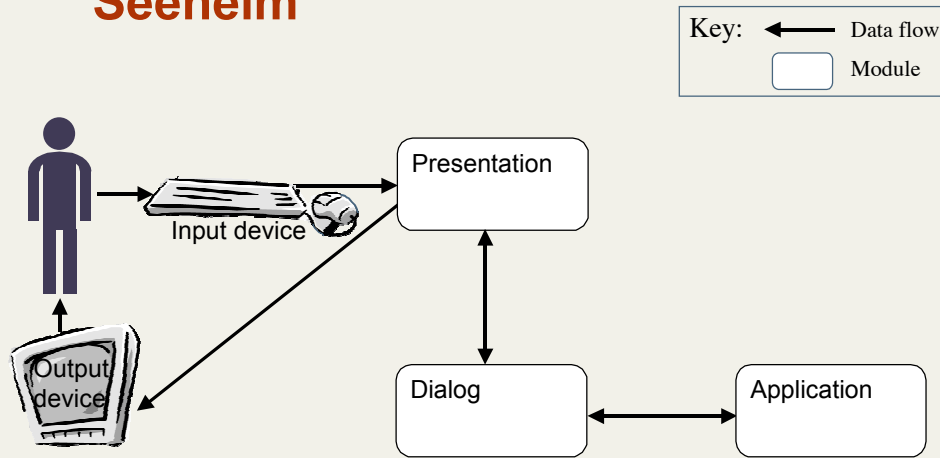 Seeheim
Key: Data flow
Module
Presentation
Input device
Output
device
Dialog
Application